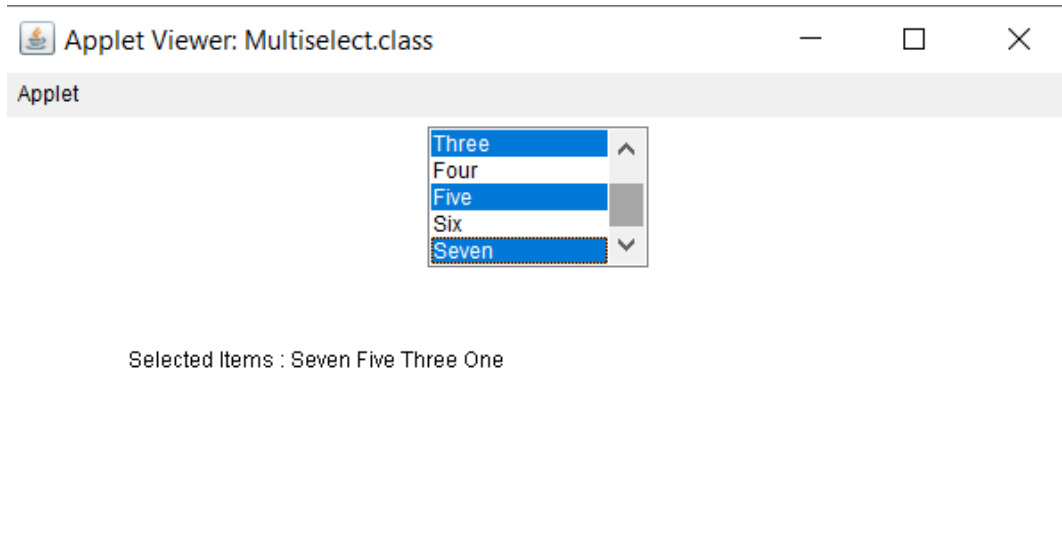 Applet Viewer: Multiselect.class
Applet
Three
Four
Five
Six
Seven
Selected Items : Seven Five Three One